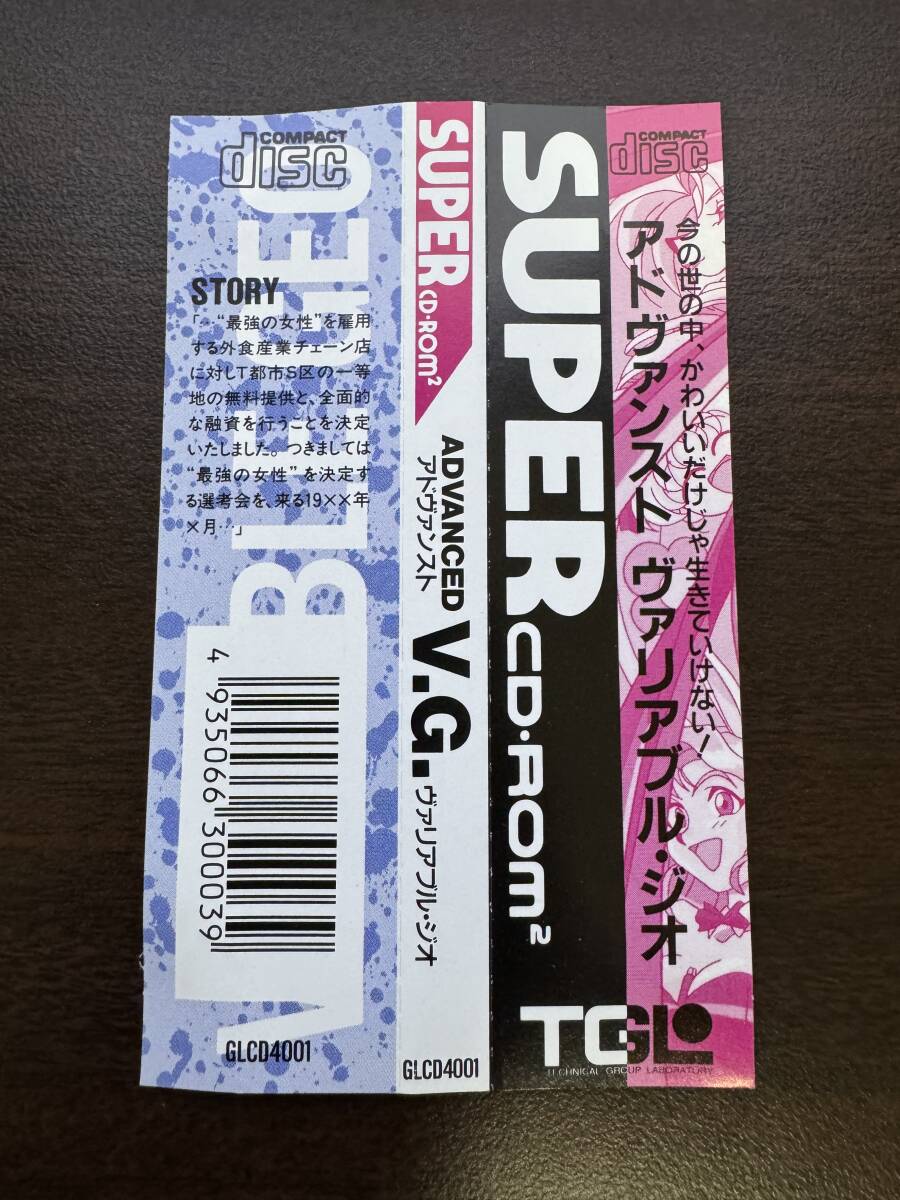 COMPACT
disc
STORY
「…“最強の女性”を雇用
する外食産業チェーン店
に対しT都市S区の一等
地の無料提供と、全面的
な融資を行うことを決定
いたしました。つきましては
“最強の女性”を決定す
る選考会を、来る19××年
×月…」
4 935066 300039
GLCD4001
SUPER CD・ROM²
ADVANCED V.G.
アドヴァンスト ヴァリアブル・ジオ
GLCD4001
SUPER CD・ROM²
COMPACT
disc
今の世の中、かわいいだけじゃ生きていけない!
アドヴァンスト ヴァリアブル・ジオ
TGL
TECHNICAL GROUP LABORATORY